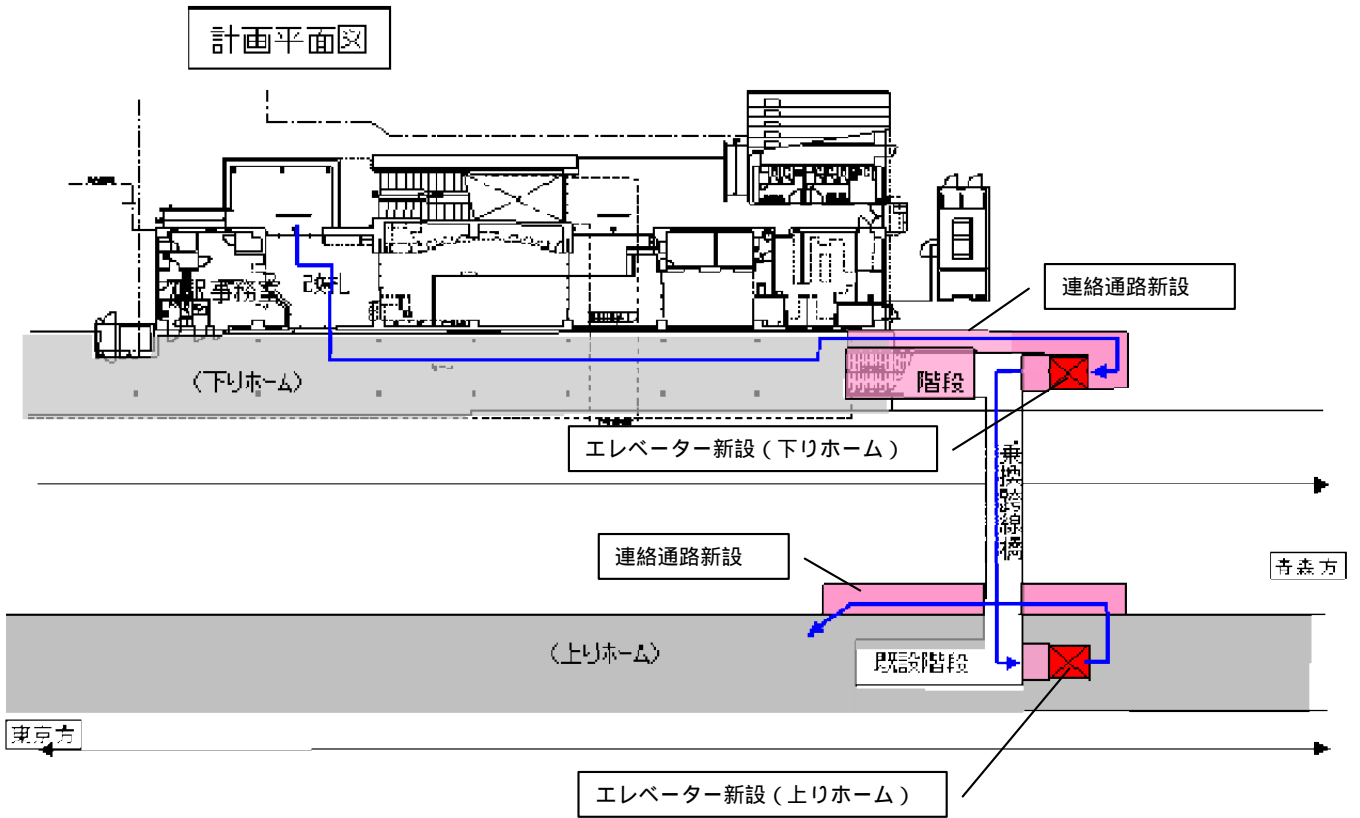 計画平面図
駅事務室
改札
連絡通路新設
(下りホーム)
階段
エレベーター新設(下りホーム)
乗換跨線橋
連絡通路新設
青森方
(上りホーム)
既設階段
東京方
エレベーター新設(上りホーム)